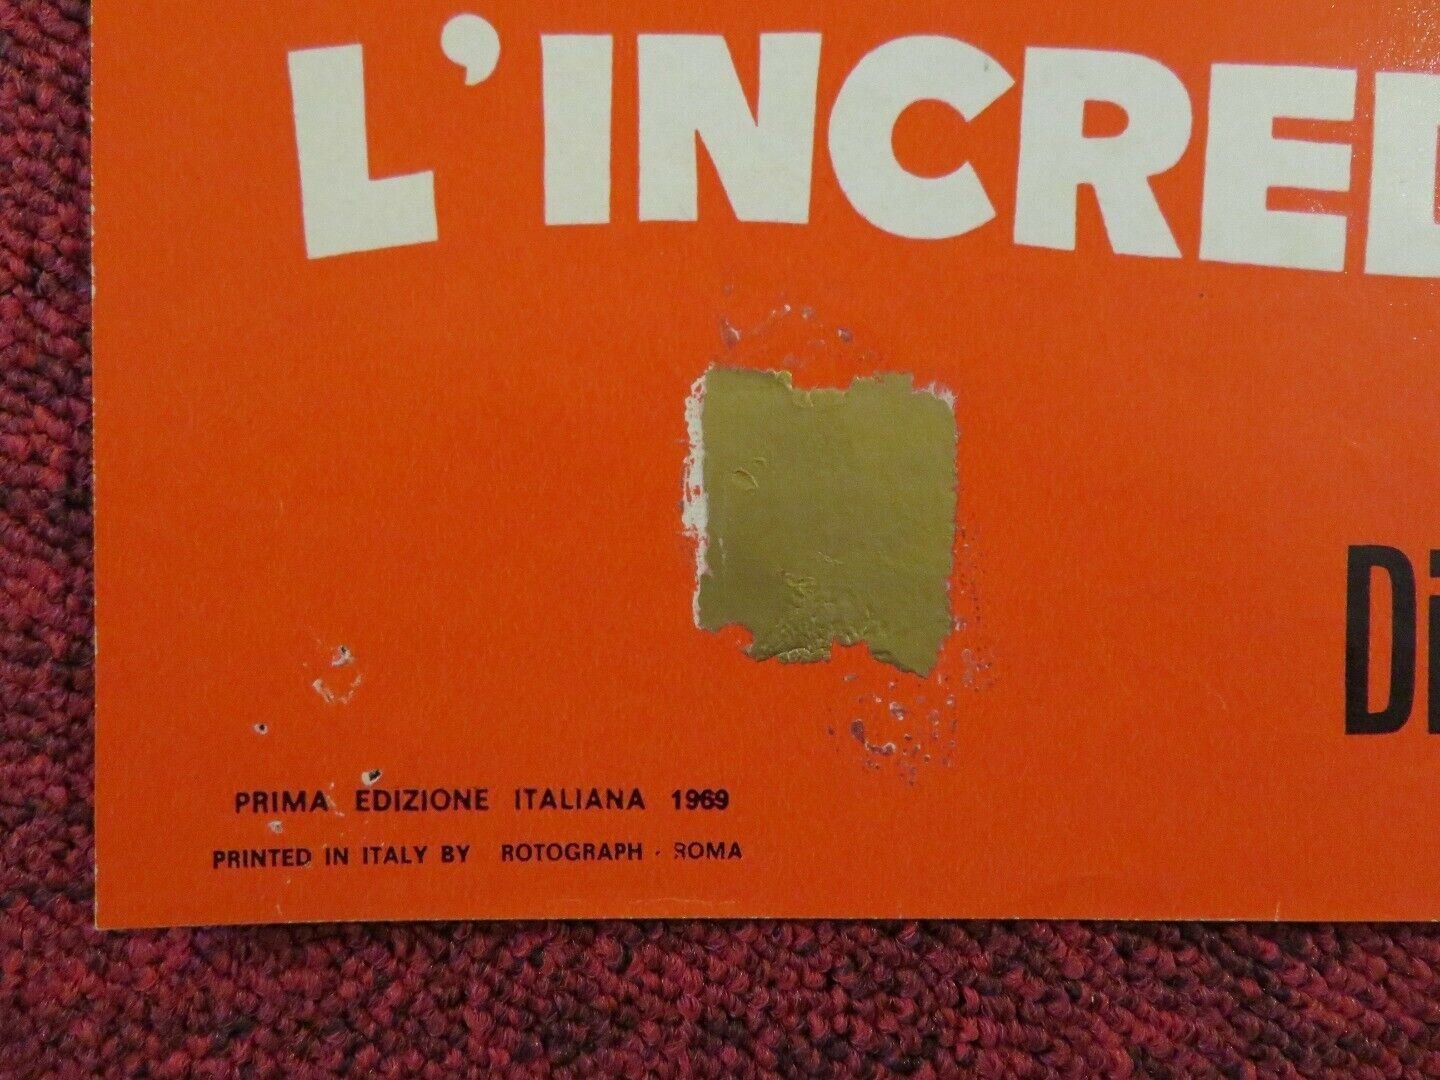 L'INCRED
Di
PRIMA EDIZIONE ITALIANA 1969
PRINTED IN ITALY BY ROTOGRAPH - ROMA